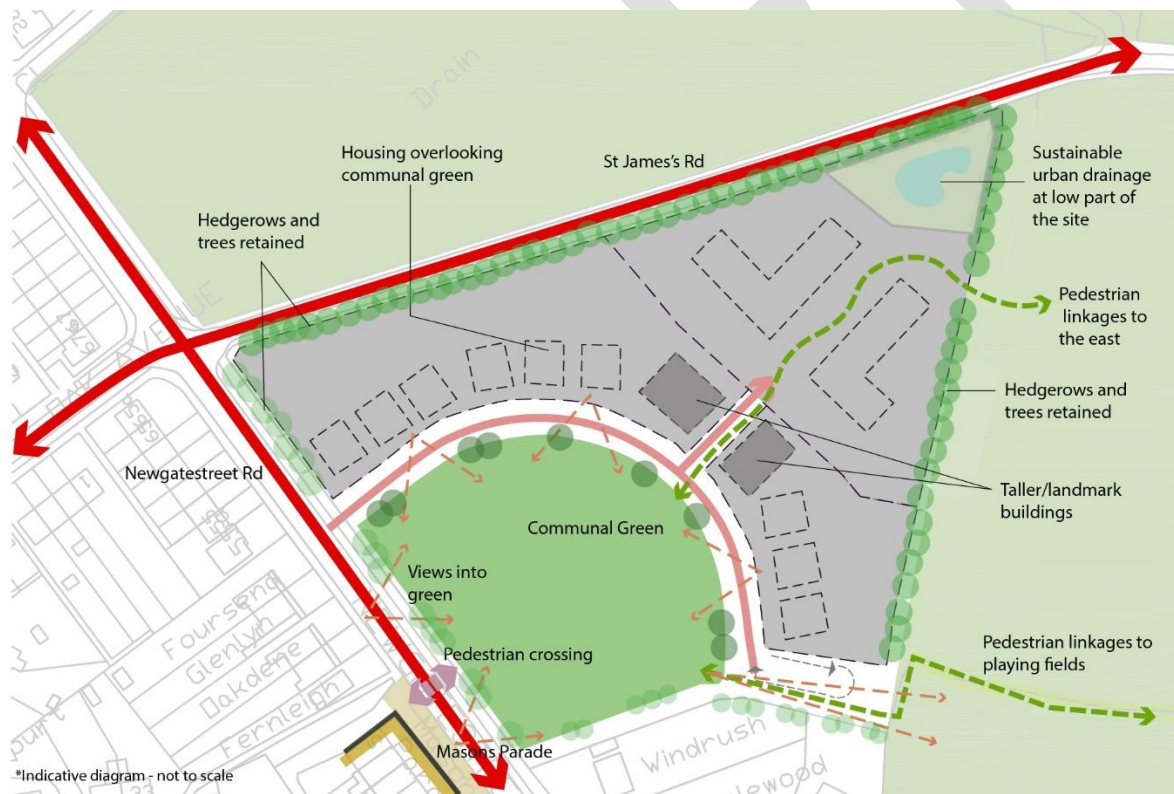 Drain
St James's Rd
Housing overlooking
communal green
Hedgerows and
trees retained
Sustainable
urban drainage
at low part of
the site
Pedestrian
linkages to
the east
Hedgerows and
trees retained
Newgatestreet Rd
Taller/landmark
buildings
Communal Green
Views into
green
Pedestrian crossing
Pedestrian linkages to
playing fields
Foursend
Glenlyn
Oakdene
Fernleigh
Masons Parade
Windrush
*Indicative diagram - not to scale
33